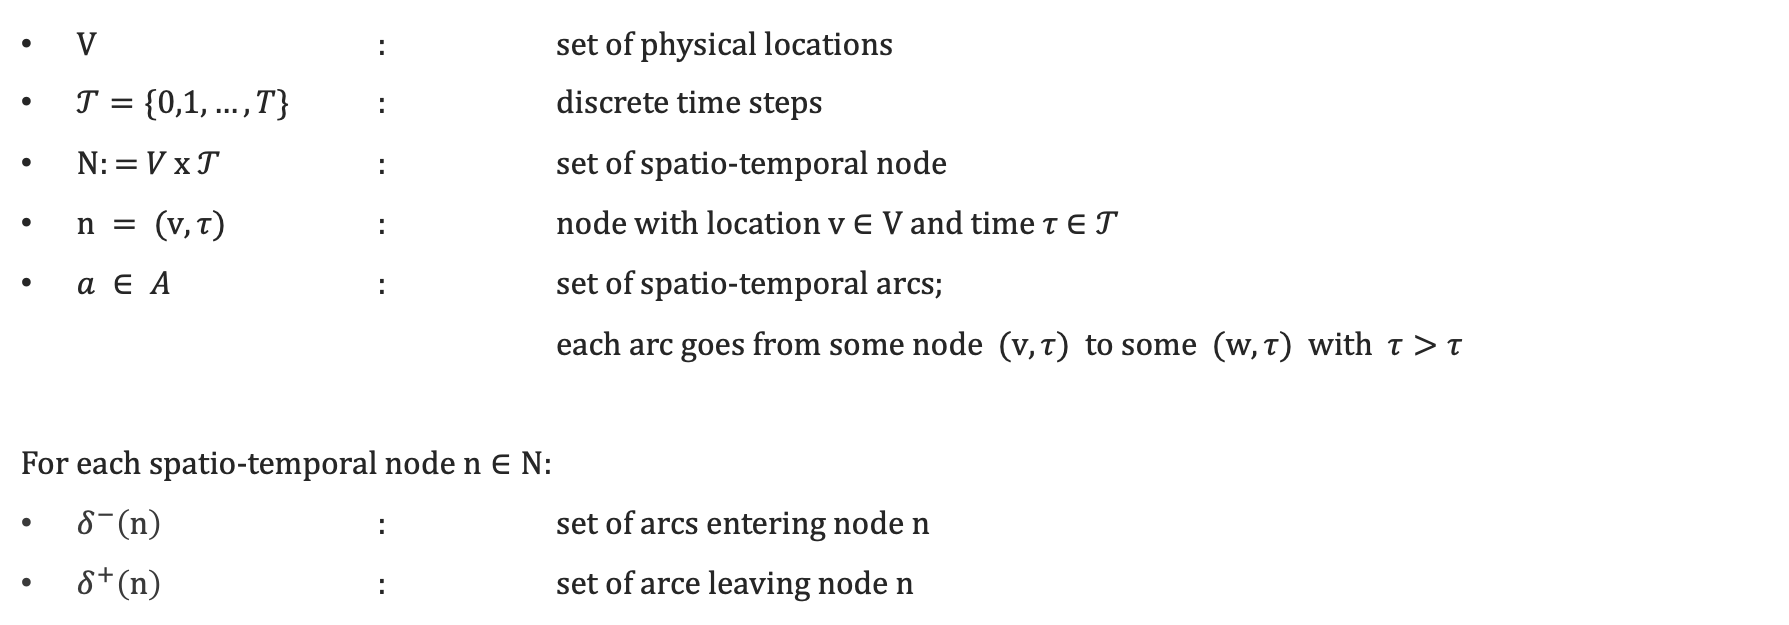 • V : set of physical locations
• 𝒯 = {0,1, … , T} : discrete time steps
• N: = V x 𝒯 : set of spatio-temporal node
• n = (v, τ) : node with location v ∈ V and time τ ∈ 𝒯
• a ∈ A : set of spatio-temporal arcs;
each arc goes from some node (v, τ) to some (w, τ) with τ > τ
For each spatio-temporal node n ∈ N:
• δ⁻(n) : set of arcs entering node n
• δ⁺(n) : set of arce leaving node n